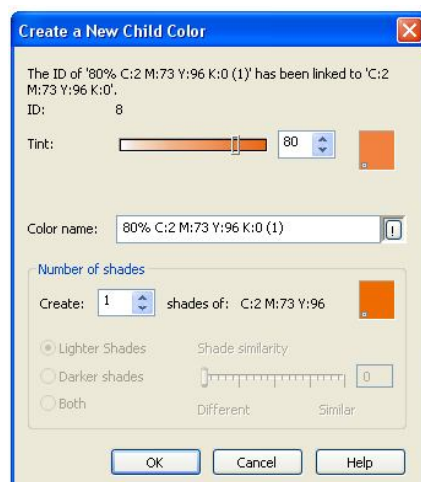 Create a New Child Color
The ID of '80% C:2 M:73 Y:96 K:0 (1)' has been linked to 'C:2
M:73 Y:96 K:0'.
ID: 8
Tint: 80
Color name: 80% C:2 M:73 Y:96 K:0 (1) !
Number of shades
Create: 1 shades of: C:2 M:73 Y:96
Lighter Shades Shade similarity
Darker shades 0
Both Different Similar
OK Cancel Help